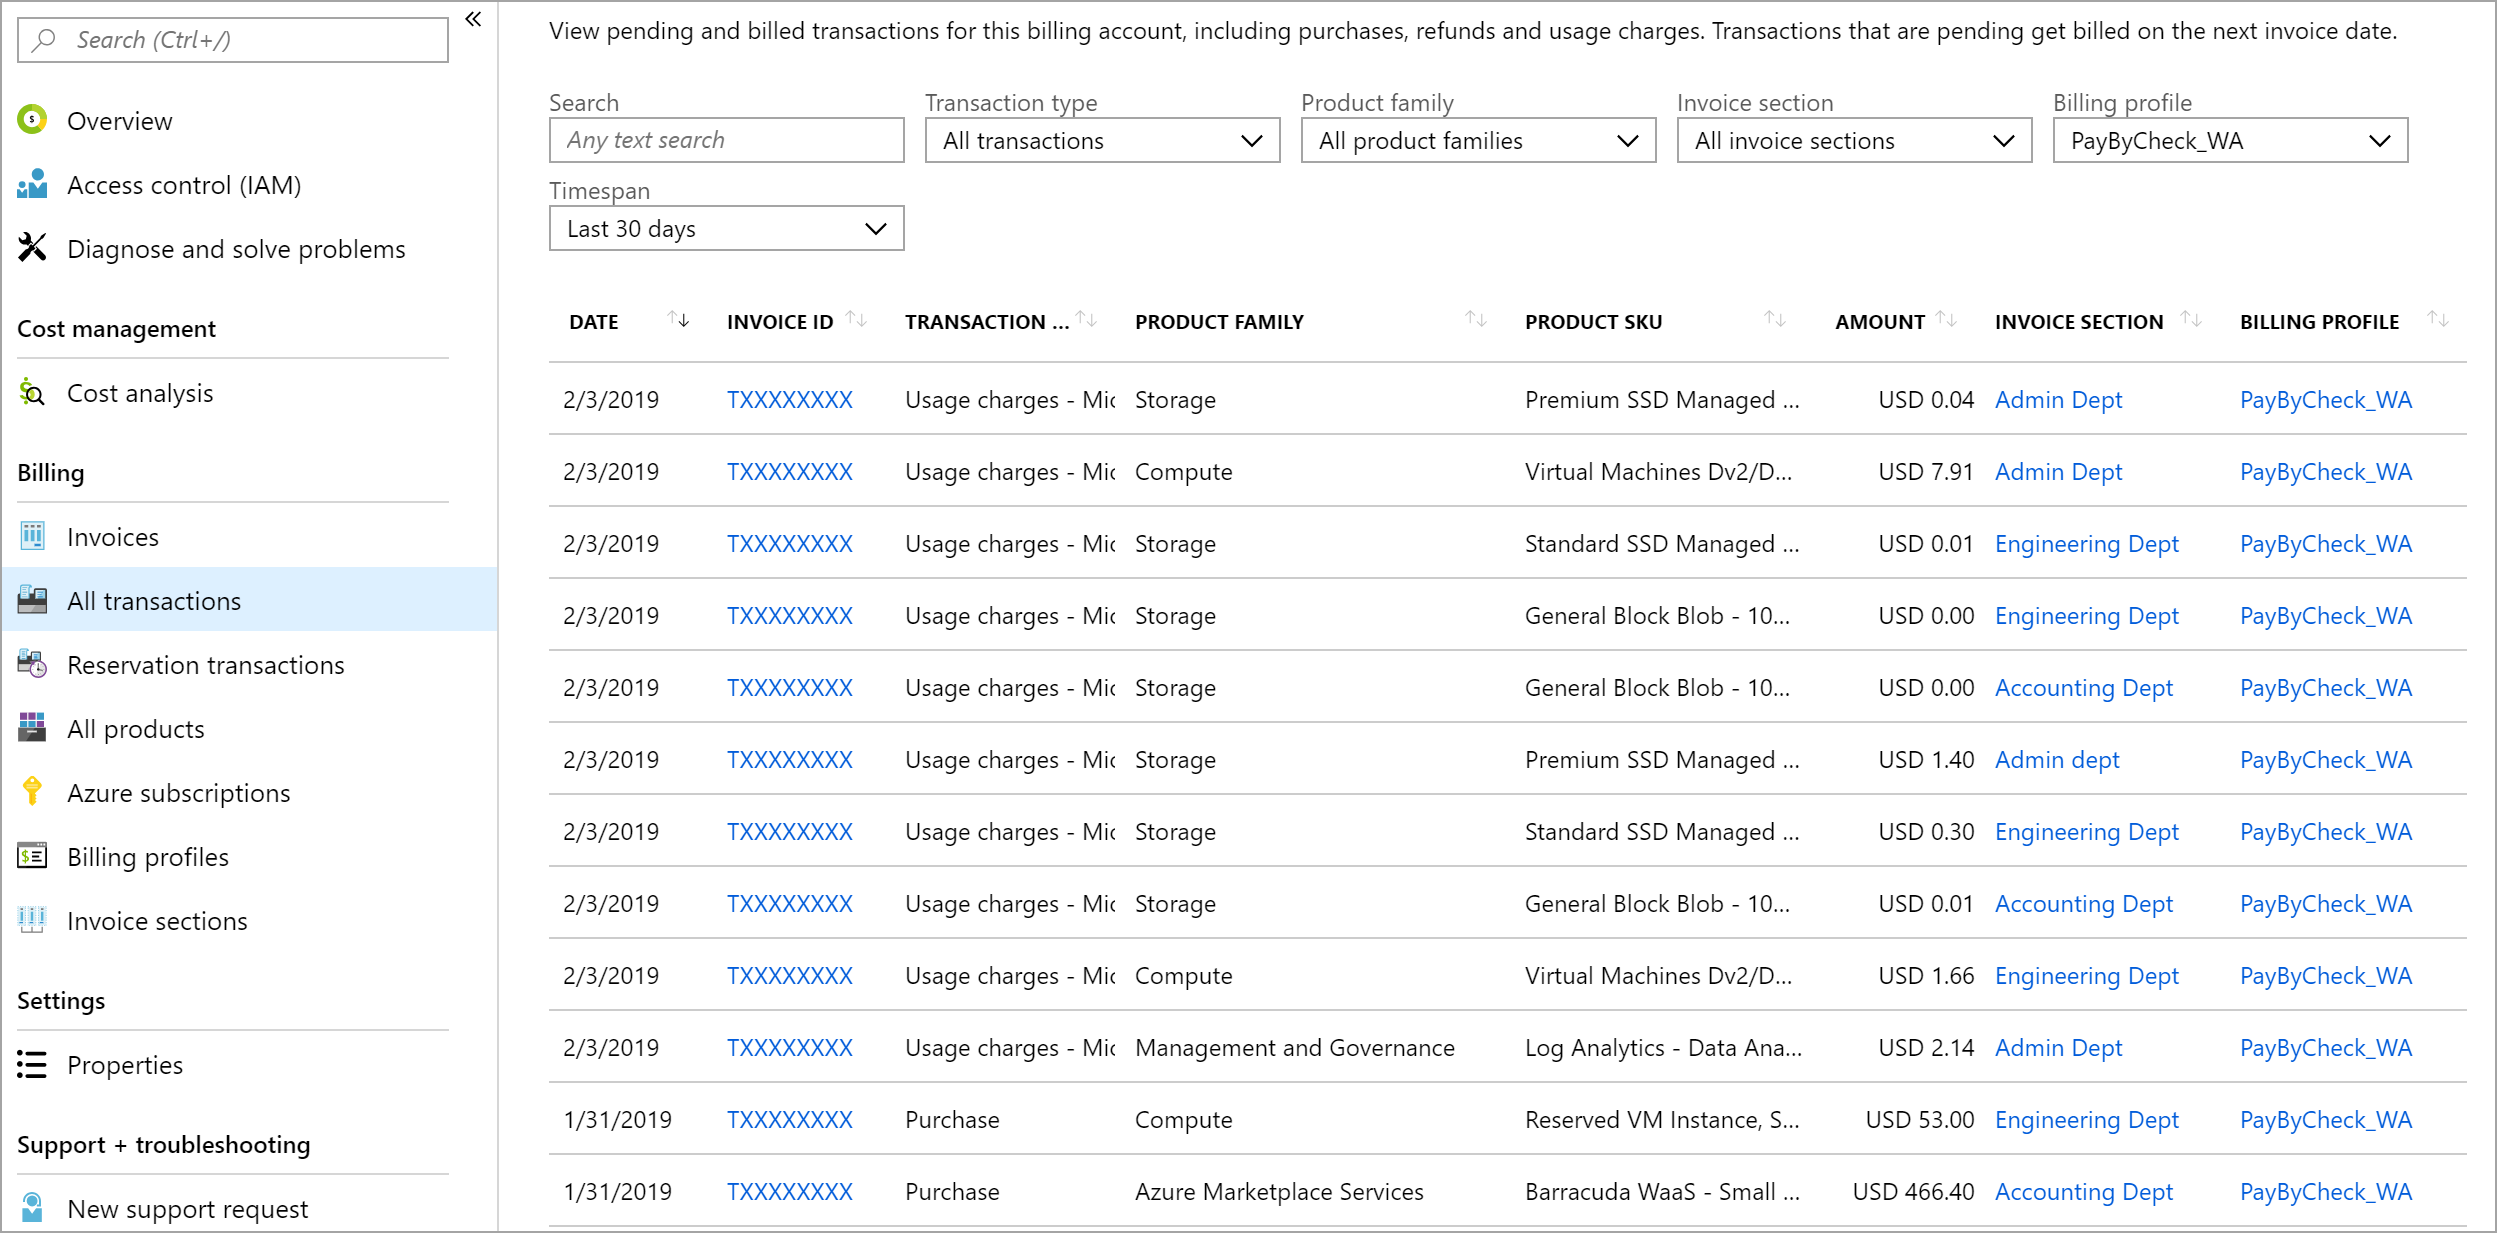 Search (Ctrl+/)
Overview
Access control (IAM)
Diagnose and solve problems
Cost management
Cost analysis
Billing
Invoices
All transactions
Reservation transactions
All products
Azure subscriptions
Billing profiles
Invoice sections
Settings
Properties
Support + troubleshooting
New support request
View pending and billed transactions for this billing account, including purchases, refunds and usage charges. Transactions that are pending get billed on the next invoice date.
Search Transaction type Product family Invoice section Billing profile
Any text search All transactions All product families All invoice sections PayByCheck_WA
Timespan
Last 30 days
DATE INVOICE ID TRANSACTION ... PRODUCT FAMILY PRODUCT SKU AMOUNT INVOICE SECTION BILLING PROFILE
2/3/2019 TXXXXXXXX Usage charges - Mic Storage Premium SSD Managed ... USD 0.04 Admin Dept PayByCheck_WA
2/3/2019 TXXXXXXXX Usage charges - Mic Compute Virtual Machines Dv2/D... USD 7.91 Admin Dept PayByCheck_WA
2/3/2019 TXXXXXXXX Usage charges - Mic Storage Standard SSD Managed ... USD 0.01 Engineering Dept PayByCheck_WA
2/3/2019 TXXXXXXXX Usage charges - Mic Storage General Block Blob - 10... USD 0.00 Engineering Dept PayByCheck_WA
2/3/2019 TXXXXXXXX Usage charges - Mic Storage General Block Blob - 10... USD 0.00 Accounting Dept PayByCheck_WA
2/3/2019 TXXXXXXXX Usage charges - Mic Storage Premium SSD Managed ... USD 1.40 Admin dept PayByCheck_WA
2/3/2019 TXXXXXXXX Usage charges - Mic Storage Standard SSD Managed ... USD 0.30 Engineering Dept PayByCheck_WA
2/3/2019 TXXXXXXXX Usage charges - Mic Storage General Block Blob - 10... USD 0.01 Accounting Dept PayByCheck_WA
2/3/2019 TXXXXXXXX Usage charges - Mic Compute Virtual Machines Dv2/D... USD 1.66 Engineering Dept PayByCheck_WA
2/3/2019 TXXXXXXXX Usage charges - Mic Management and Governance Log Analytics - Data Ana... USD 2.14 Admin Dept PayByCheck_WA
1/31/2019 TXXXXXXXX Purchase Compute Reserved VM Instance, S... USD 53.00 Engineering Dept PayByCheck_WA
1/31/2019 TXXXXXXXX Purchase Azure Marketplace Services Barracuda WaaS - Small ... USD 466.40 Accounting Dept PayByCheck_WA